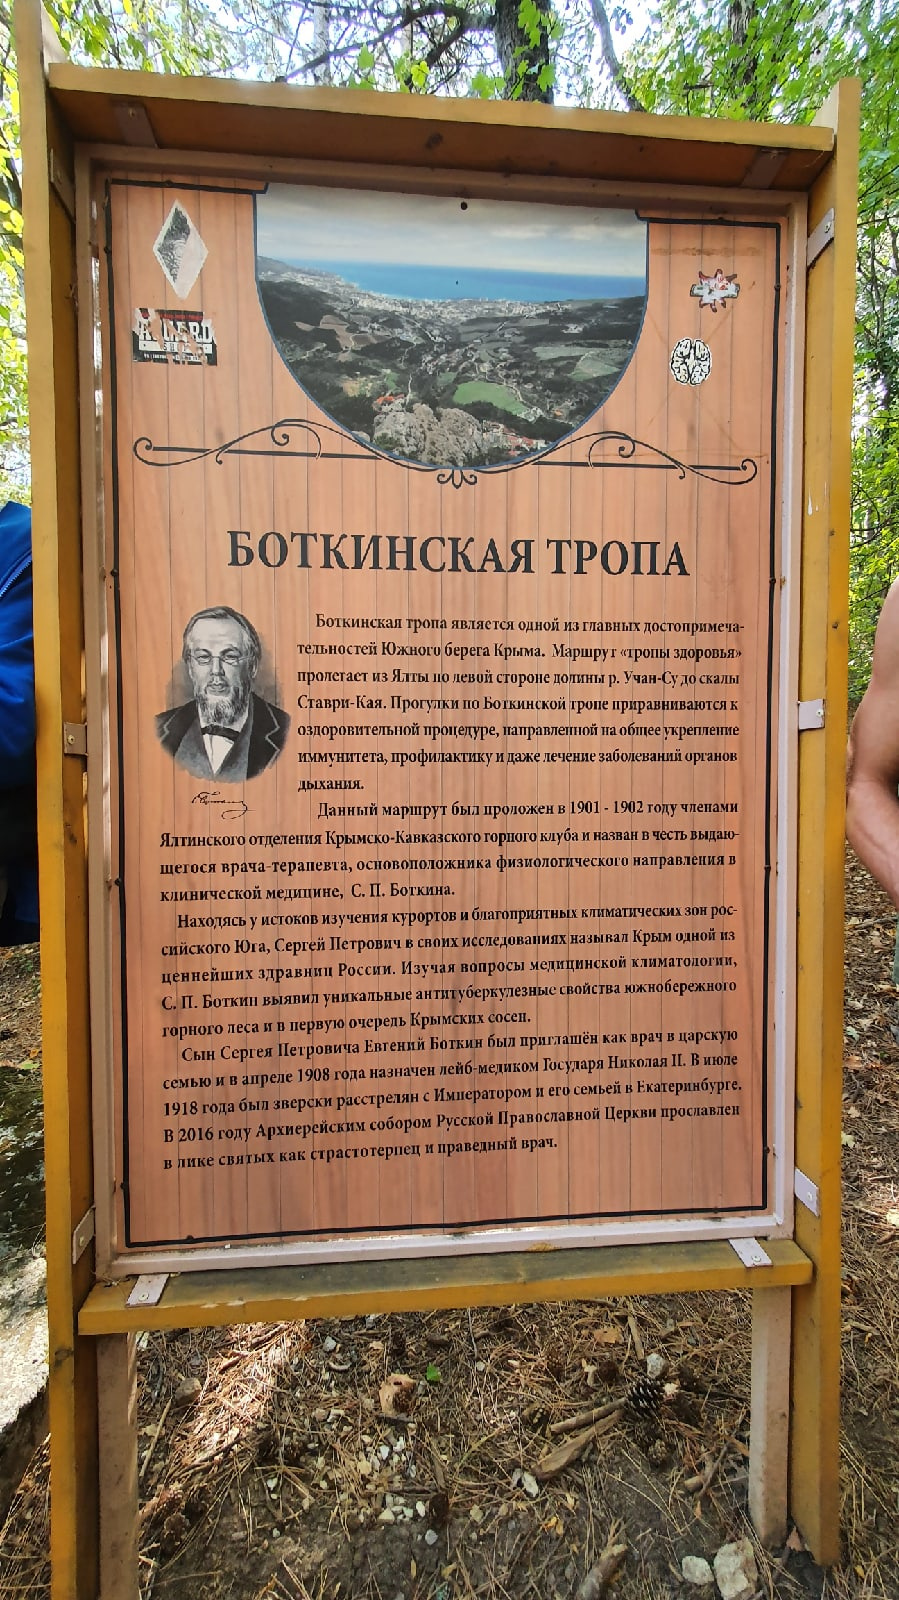 БОТКИНСКАЯ ТРОПА
Боткинская тропа является одной из главных достопримеча-
тельностей Южного берега Крыма. Маршрут «тропы здоровья»
пролегает из Ялты по левой стороне долины р. Учан-Су до скалы
Ставри-Кая. Прогулки по Боткинской тропе приравниваются к
оздоровительной процедуре, направленной на общее укрепление
иммунитета, профилактику и даже лечение заболеваний органов
дыхания.
Данный маршрут был проложен в 1901 - 1902 году членами
Ялтинского отделения Крымско-Кавказского горного клуба и назван в честь выдаю-
щегося врача-терапевта, основоположника физиологического направления в
клинической медицине, С. П. Боткина.
Находясь у истоков изучения курортов и благоприятных климатических зон рос-
сийского Юга, Сергей Петрович в своих исследованиях называл Крым одной из
ценнейших здравниц России. Изучая вопросы медицинской климатологии,
С. П. Боткин выявил уникальные антитуберкулезные свойства южнобережного
горного леса и в первую очередь Крымских сосен.
Сын Сергея Петровича Евгений Боткин был приглашён как врач в царскую
семью и в апреле 1908 года назначен лейб-медиком Государя Николая II. В июле
1918 года был зверски расстрелян с Императором и его семьей в Екатеринбурге.
В 2016 году Архиерейским собором Русской Православной Церкви прославлен
в лике святых как страстотерпец и праведный врач.